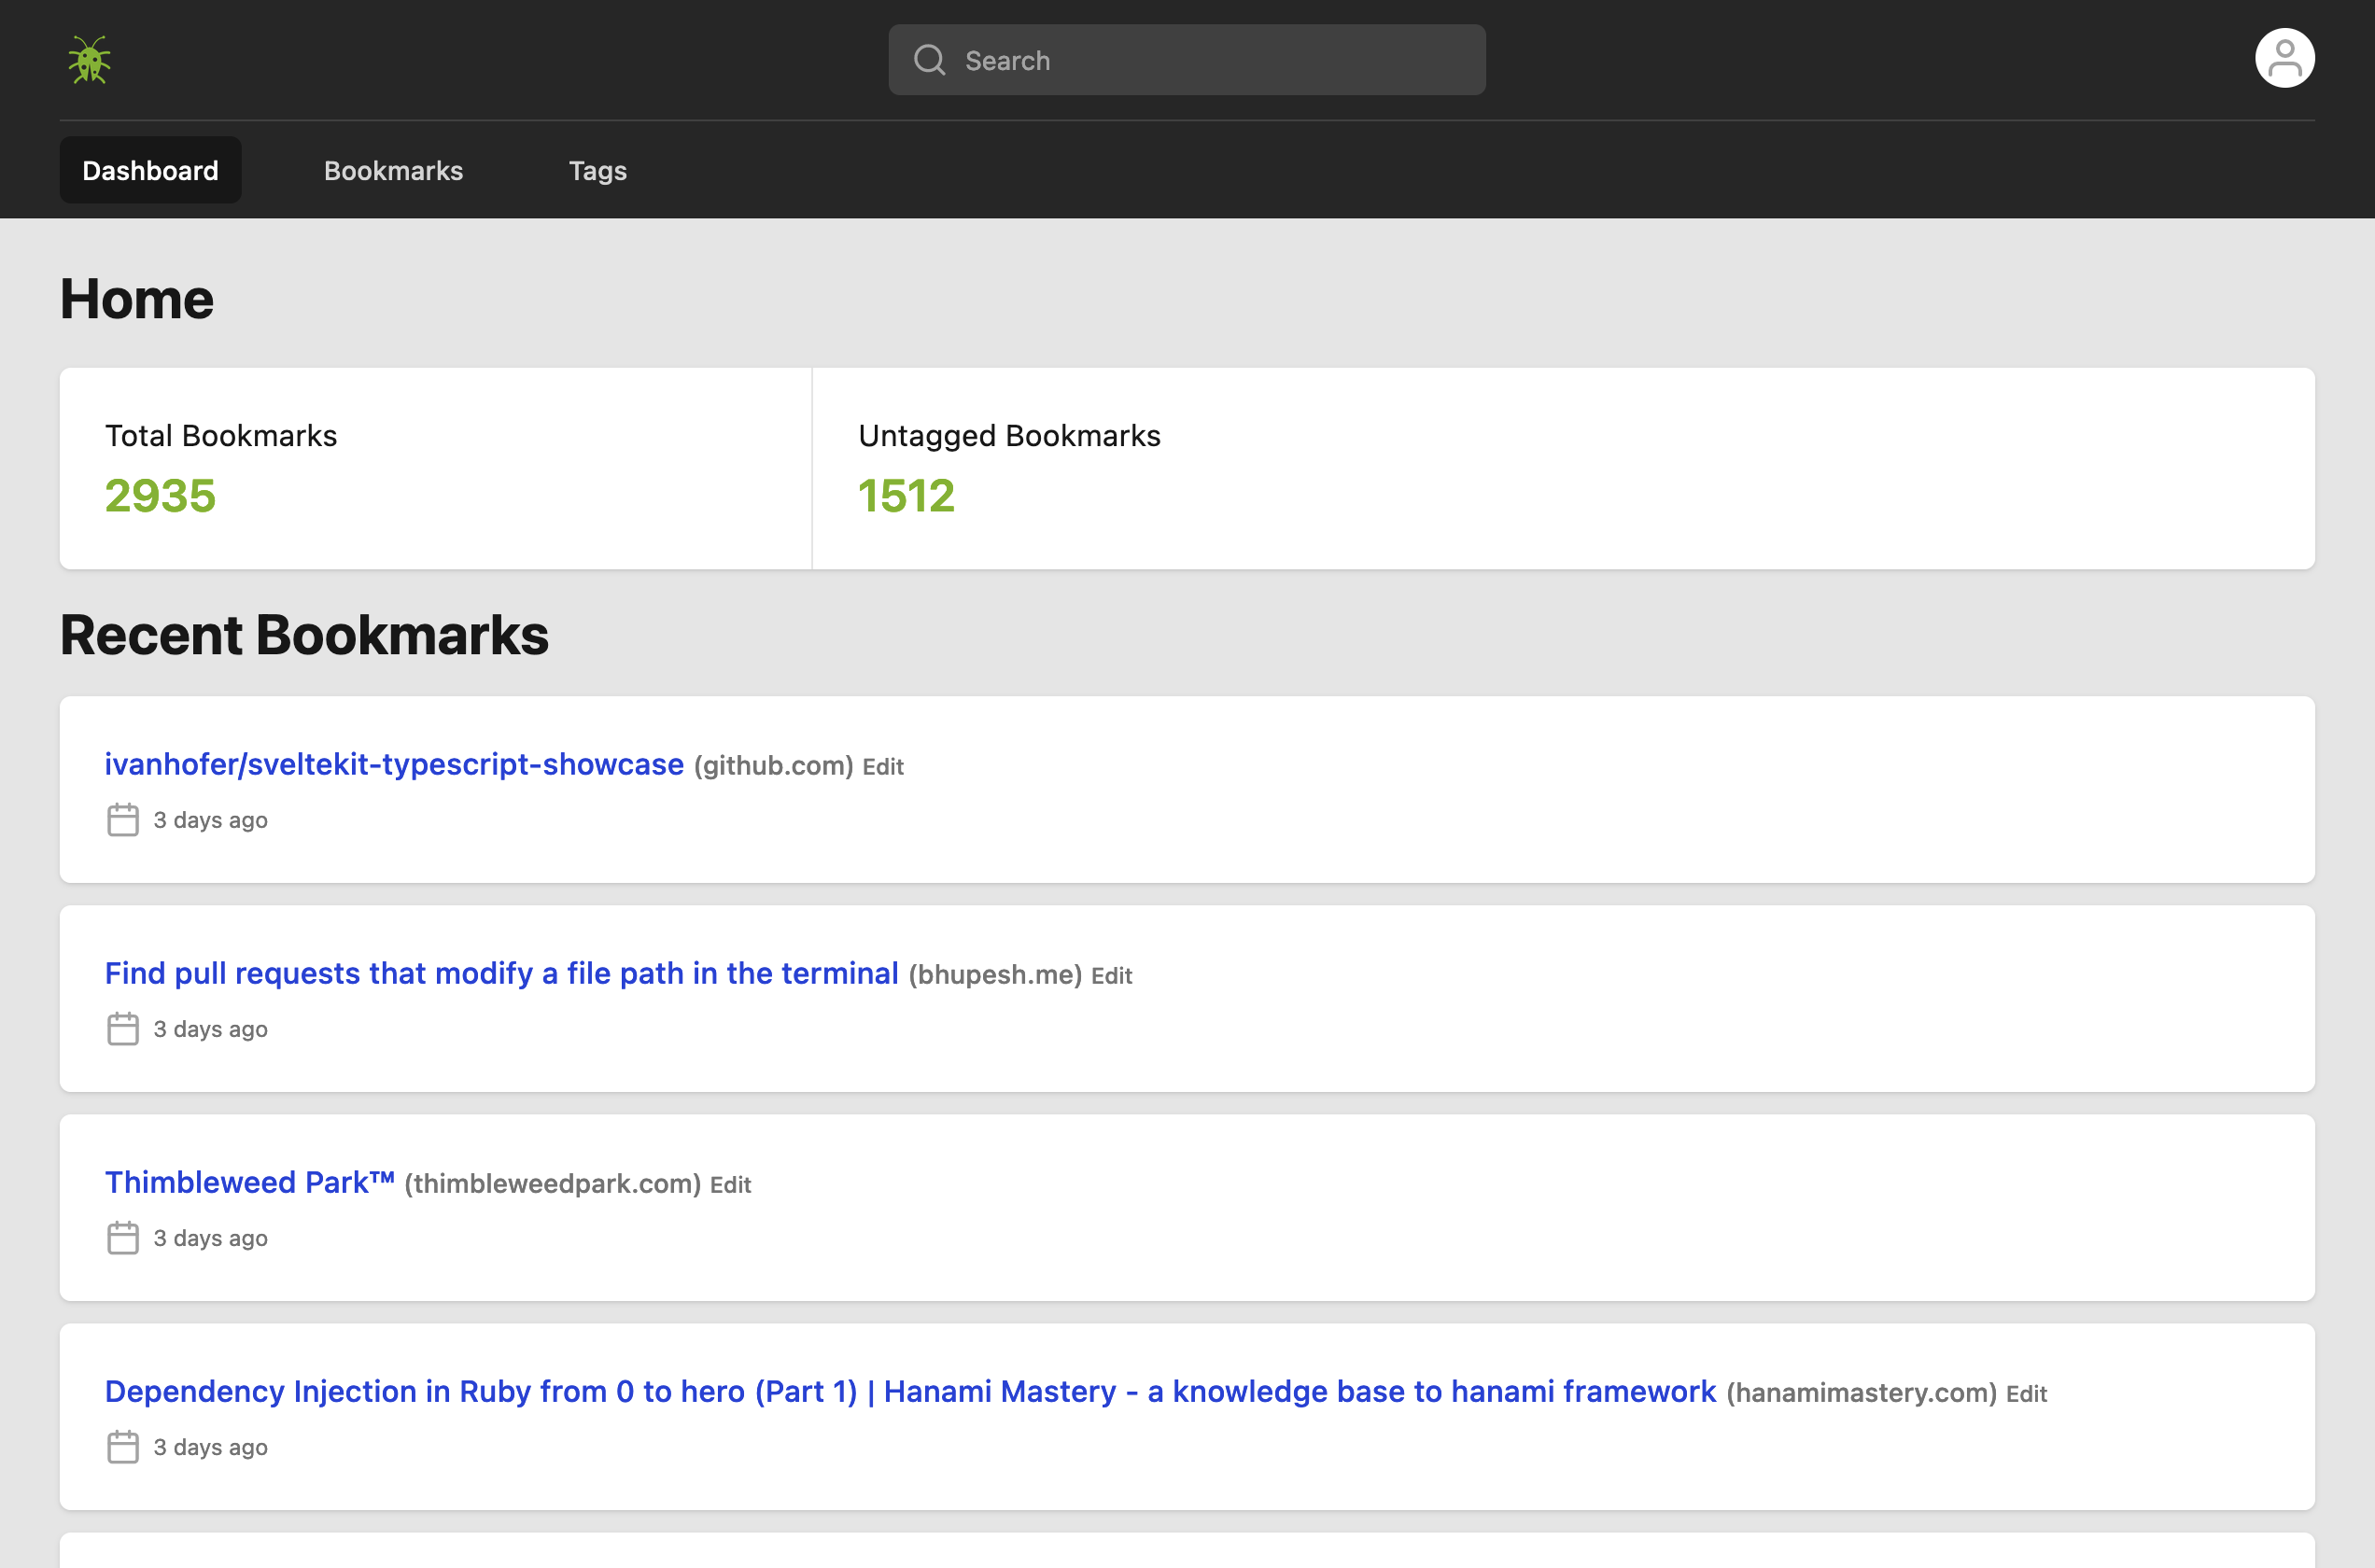 Search
Dashboard Bookmarks Tags
Home
Total Bookmarks
2935
Untagged Bookmarks
1512
Recent Bookmarks
ivanhofer/sveltekit-typescript-showcase (github.com) Edit
3 days ago
Find pull requests that modify a file path in the terminal (bhupesh.me) Edit
3 days ago
Thimbleweed Park™ (thimbleweedpark.com) Edit
3 days ago
Dependency Injection in Ruby from 0 to hero (Part 1) | Hanami Mastery - a knowledge base to hanami framework (hanamimastery.com) Edit
3 days ago